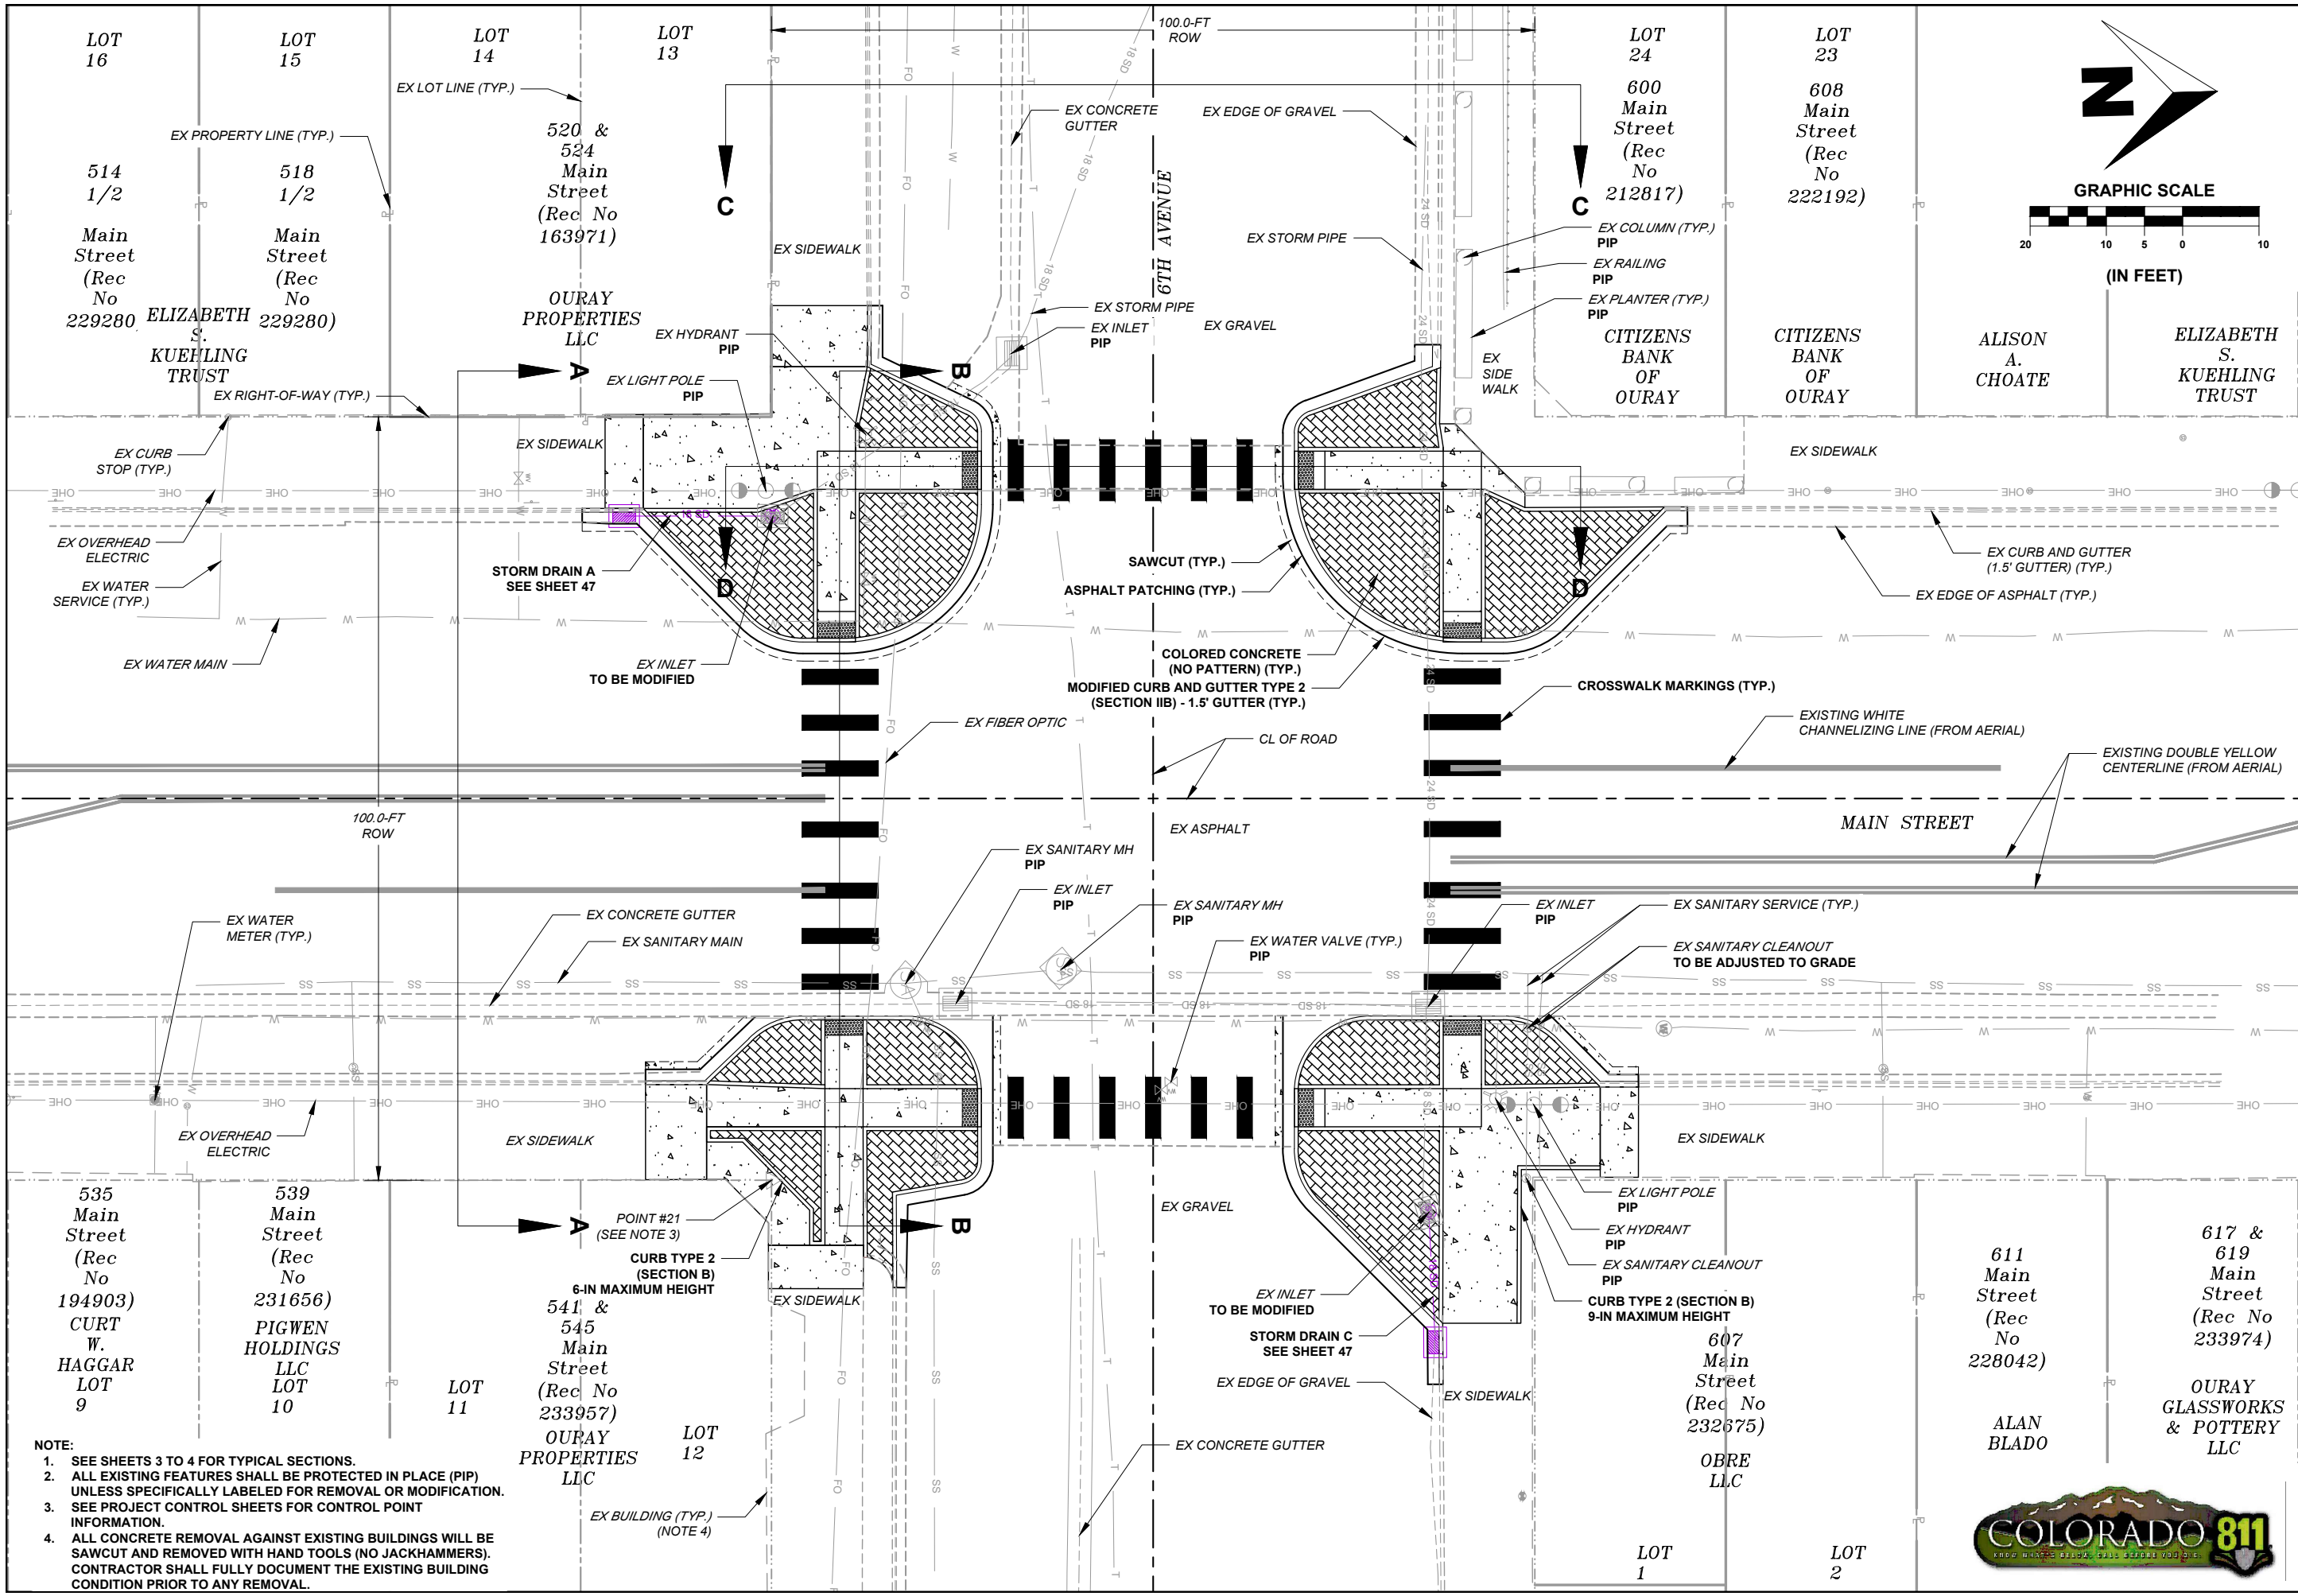 LOT
16
LOT
15
LOT
14
LOT
13
100.0-FT
ROW
LOT
24
LOT
23
N
GRAPHIC SCALE
20 10 5 0 10
(IN FEET)
EX LOT LINE (TYP.)
EX PROPERTY LINE (TYP.)
514
1/2
Main
Street
(Rec
No
229280
518
1/2
Main
Street
(Rec
No
229280)
ELIZABETH
S.
KUEHLING
TRUST
520 &
524
Main
Street
(Rec No
163971)
OURAY
PROPERTIES
LLC
EX SIDEWALK
EX CONCRETE
GUTTER
EX EDGE OF GRAVEL
6TH AVENUE
C
C
EX STORM PIPE
EX STORM PIPE
EX INLET
PIP
EX GRAVEL
EX HYDRANT
PIP
EX LIGHT POLE
PIP
600
Main
Street
(Rec
No
212817)
608
Main
Street
(Rec
No
222192)
EX COLUMN (TYP.)
PIP
EX RAILING
PIP
EX PLANTER (TYP.)
PIP
EX
SIDE
WALK
CITIZENS
BANK
OF
OURAY
CITIZENS
BANK
OF
OURAY
ALISON
A.
CHOATE
ELIZABETH
S.
KUEHLING
TRUST
A
B
EX RIGHT-OF-WAY (TYP.)
EX SIDEWALK
EX SIDEWALK
EX CURB
STOP (TYP.)
EX OVERHEAD
ELECTRIC
EX WATER
SERVICE (TYP.)
EX WATER MAIN
STORM DRAIN A
SEE SHEET 47
D
D
EX INLET
TO BE MODIFIED
SAWCUT (TYP.)
ASPHALT PATCHING (TYP.)
COLORED CONCRETE
(NO PATTERN) (TYP.)
MODIFIED CURB AND GUTTER TYPE 2
(SECTION IIB) - 1.5' GUTTER (TYP.)
EX CURB AND GUTTER
(1.5' GUTTER) (TYP.)
EX EDGE OF ASPHALT (TYP.)
CROSSWALK MARKINGS (TYP.)
EX FIBER OPTIC
CL OF ROAD
EXISTING WHITE
CHANNELIZING LINE (FROM AERIAL)
EXISTING DOUBLE YELLOW
CENTERLINE (FROM AERIAL)
100.0-FT
ROW
EX ASPHALT
MAIN STREET
EX SANITARY MH
PIP
EX INLET
PIP
EX SANITARY MH
PIP
EX WATER VALVE (TYP.)
PIP
EX INLET
PIP
EX SANITARY SERVICE (TYP.)
EX SANITARY CLEANOUT
TO BE ADJUSTED TO GRADE
EX WATER
METER (TYP.)
EX CONCRETE GUTTER
EX SANITARY MAIN
EX OVERHEAD
ELECTRIC
EX SIDEWALK
EX SIDEWALK
A
B
POINT #21
(SEE NOTE 3)
CURB TYPE 2
(SECTION B)
6-IN MAXIMUM HEIGHT
EX SIDEWALK
EX GRAVEL
EX INLET
TO BE MODIFIED
STORM DRAIN C
SEE SHEET 47
EX EDGE OF GRAVEL
EX SIDEWALK
EX CONCRETE GUTTER
EX LIGHT POLE
PIP
EX HYDRANT
PIP
EX SANITARY CLEANOUT
PIP
CURB TYPE 2 (SECTION B)
9-IN MAXIMUM HEIGHT
535
Main
Street
(Rec
No
194903)
CURT
W.
HAGGAR
LOT
9
539
Main
Street
(Rec
No
231656)
PIGWEN
HOLDINGS
LLC
LOT
10
LOT
11
541 &
545
Main
Street
(Rec No
233957)
OURAY
PROPERTIES
LLC
LOT
12
EX BUILDING (TYP.)
(NOTE 4)
607
Main
Street
(Rec No
232675)
OBRE
LLC
611
Main
Street
(Rec
No
228042)
ALAN
BLADO
617 &
619
Main
Street
(Rec No
233974)
OURAY
GLASSWORKS
& POTTERY
LLC
LOT
1
LOT
2
NOTE:
1. SEE SHEETS 3 TO 4 FOR TYPICAL SECTIONS.
2. ALL EXISTING FEATURES SHALL BE PROTECTED IN PLACE (PIP)
UNLESS SPECIFICALLY LABELED FOR REMOVAL OR MODIFICATION.
3. SEE PROJECT CONTROL SHEETS FOR CONTROL POINT
INFORMATION.
4. ALL CONCRETE REMOVAL AGAINST EXISTING BUILDINGS WILL BE
SAWCUT AND REMOVED WITH HAND TOOLS (NO JACKHAMMERS).
CONTRACTOR SHALL FULLY DOCUMENT THE EXISTING BUILDING
CONDITION PRIOR TO ANY REMOVAL.
COLORADO 811
KNOW WHAT'S BELOW. CALL BEFORE YOU DIG.